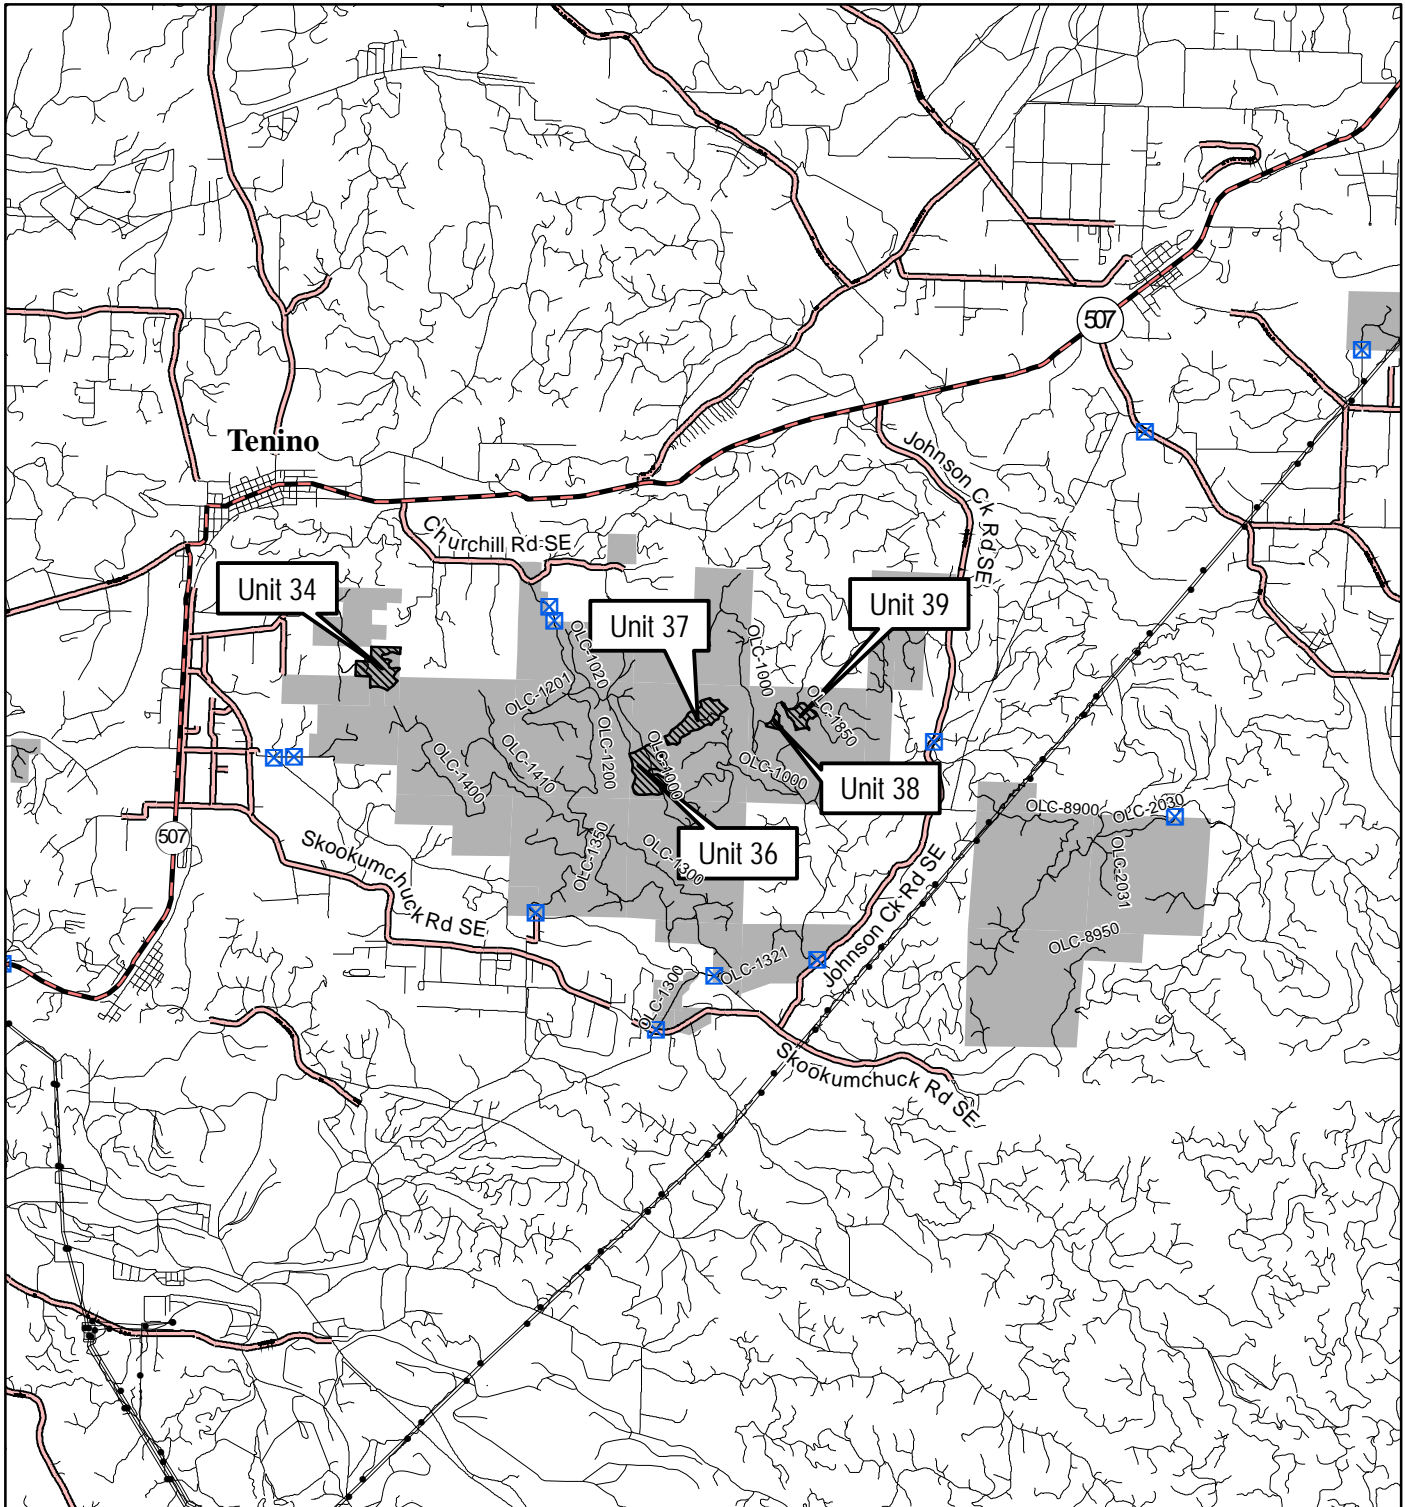 507
Tenino
Johnson Ck Rd SE
Churchill Rd SE
Unit 34
Unit 37
Unit 39
OLC-1020
OLC-1000
OLC-1201
OLC-1850
OLC-1200
OLC-1000
OLC-1410
OLC-1400
OLC-1000
Unit 38
OLC-8900
OLC-2030
507
Unit 36
OLC-1350
OLC-1300
Skookumchuck Rd SE
Johnson Ck Rd SE
OLC-2031
OLC-8950
OLC-1321
OLC-1300
Skookumchuck Rd SE